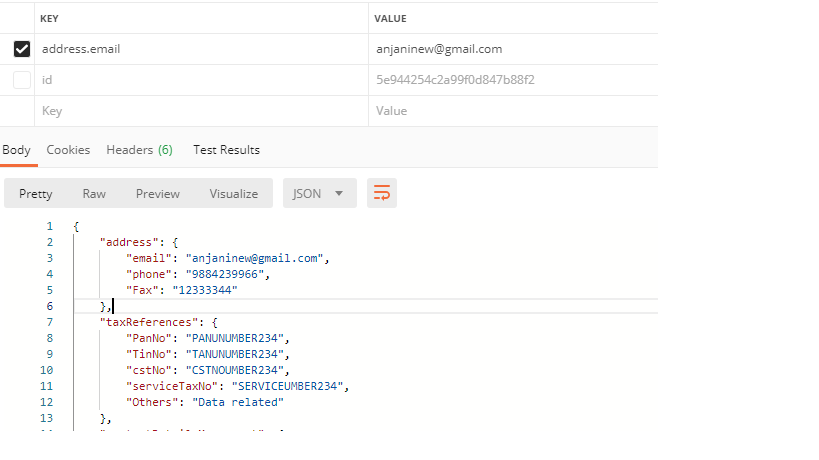 KEY VALUE
address.email anjaninew@gmail.com
id 5e944254c2a99f0d847b88f2
Key Value
Body Cookies Headers (6) Test Results
Pretty Raw Preview Visualize JSON
1 {
2 "address": {
3 "email": "anjaninew@gmail.com",
4 "phone": "9884239966",
5 "Fax": "12333344"
6 },
7 "taxReferences": {
8 "PanNo": "PANUNUMBER234",
9 "TinNo": "TANUNUMBER234",
10 "cstNo": "CSTNOUMBER234",
11 "serviceTaxNo": "SERVICEUMBER234",
12 "Others": "Data related"
13 },